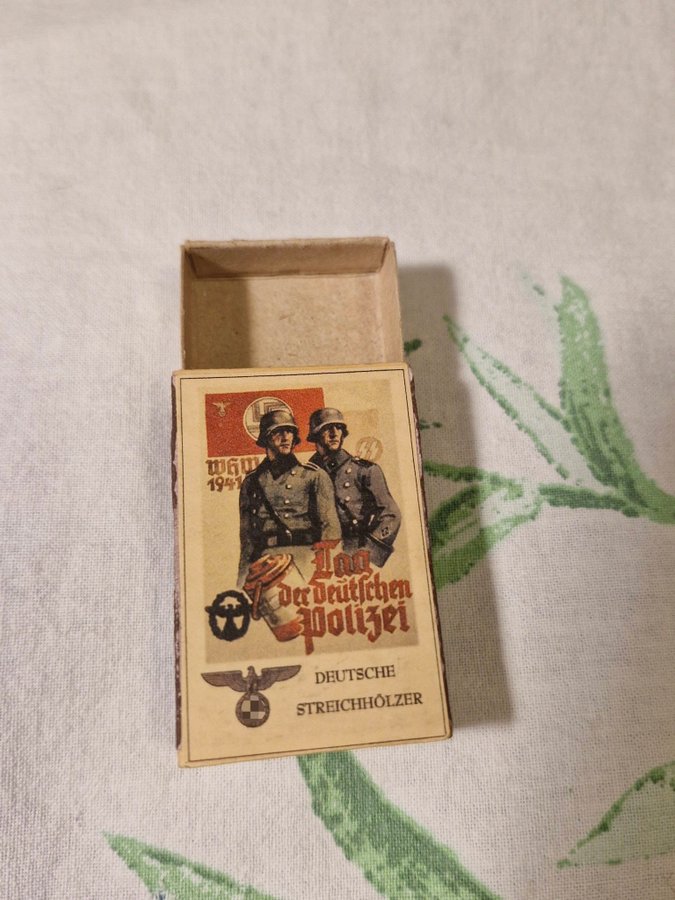 WHW
1941
Tag
der deutschen
Polizei
DEUTSCHE
STREICHHÖLZER